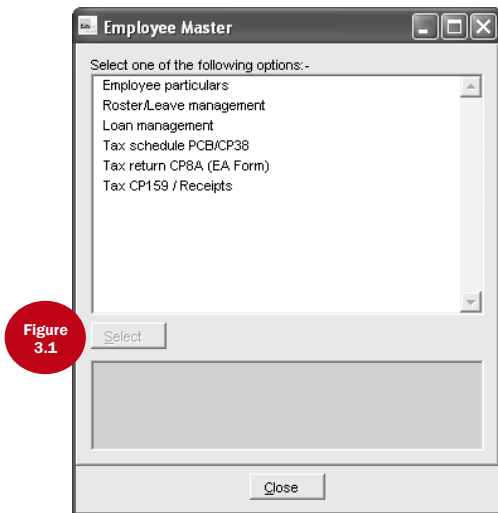 Employee Master
Select one of the following options:-
Employee particulars
Roster/Leave management
Loan management
Tax schedule PCB/CP38
Tax return CP8A (EA Form)
Tax CP159 / Receipts
Figure
3.1
Select
Close